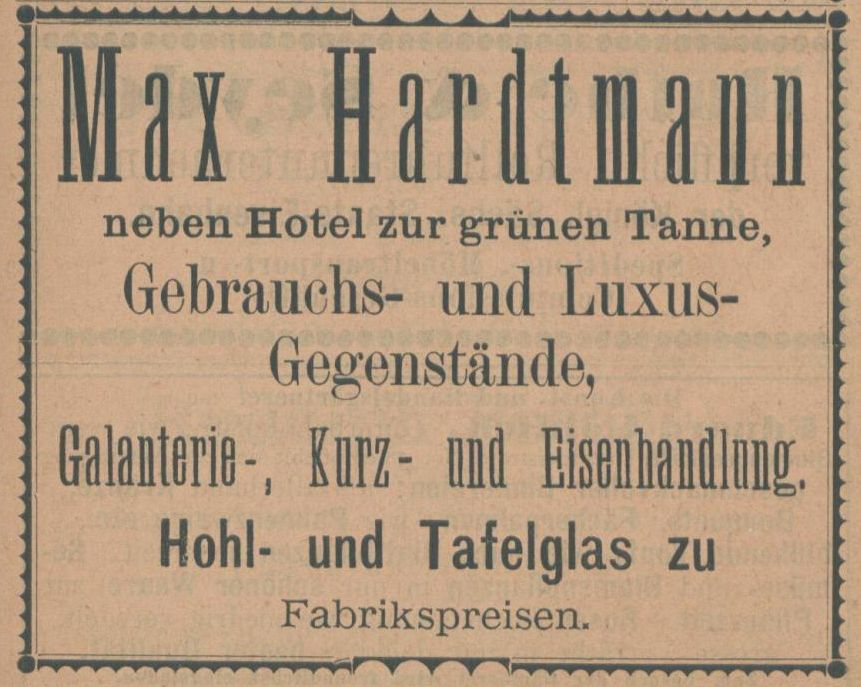 Max Hardtmann
neben Hotel zur grünen Tanne,
Gebrauchs- und Luxus-
Gegenstände,
Galanterie-, Kurz- und Eisenhandlung.
Hohl- und Tafelglas zu
Fabrikspreisen.